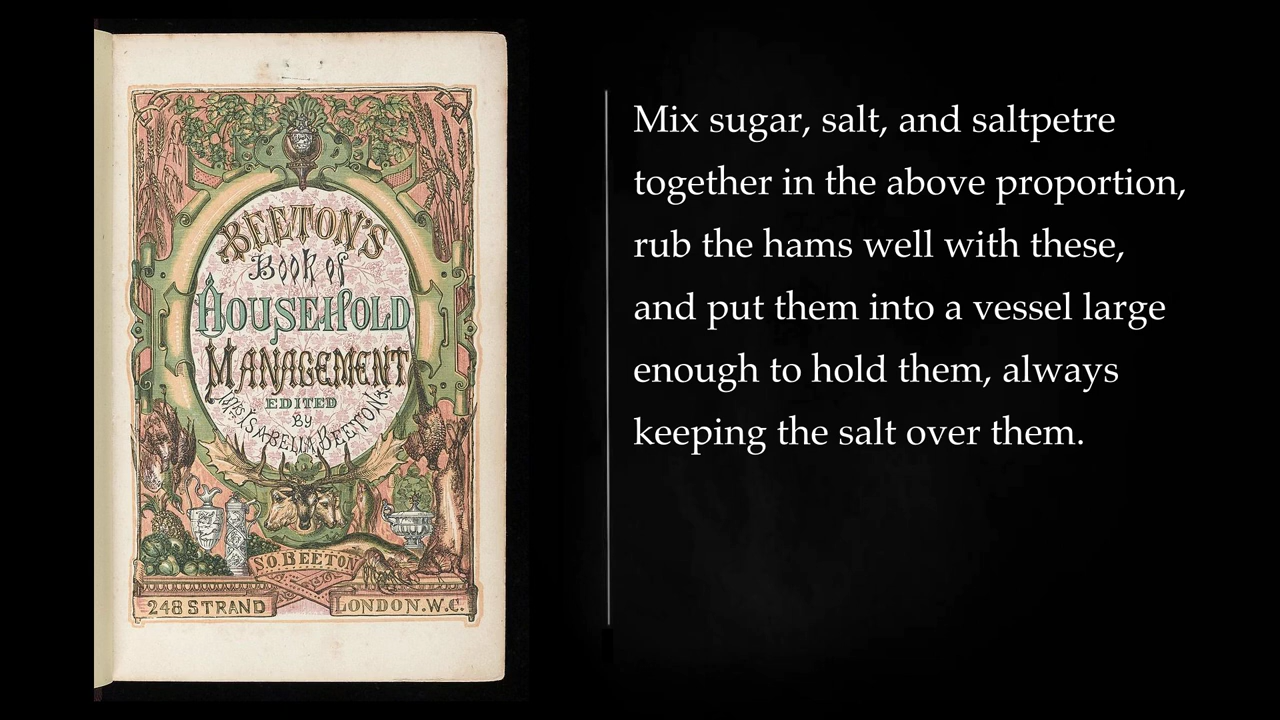 BEETON'S
Book of
HOUSEHOLD
MANAGEMENT
EDITED
BY
MRS ISABELLA BEETON
S.O. BEETON
248 STRAND
LONDON. W.C.
Mix sugar, salt, and saltpetre
together in the above proportion,
rub the hams well with these,
and put them into a vessel large
enough to hold them, always
keeping the salt over them.